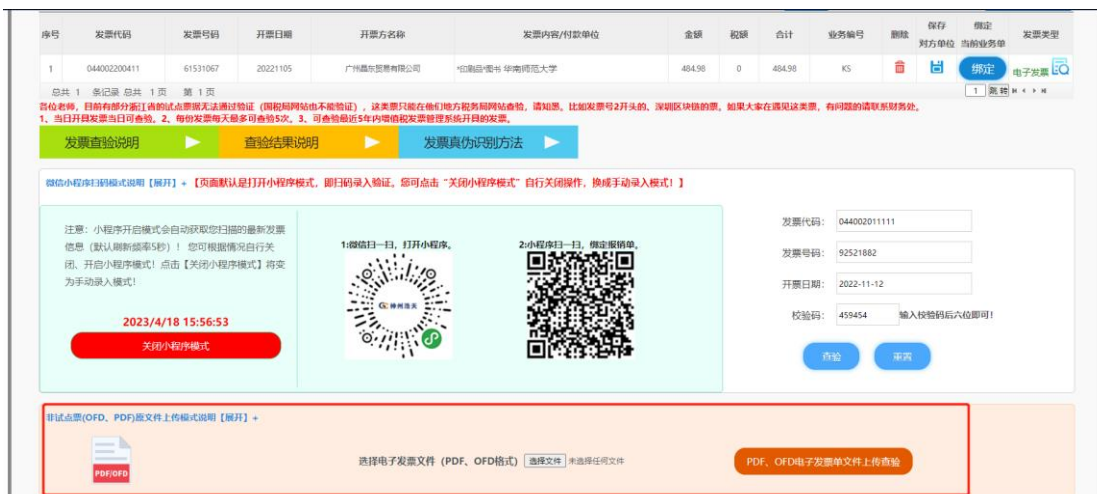 序号 发票代码 发票号码 开票日期 开票方名称 发票内容/付款单位 金额 税额 合计 业务编号 删除 保存对方单位 绑定当前业务单 发票类型
1 044002200411 61531067 20221105 广州晶东贸易有限公司 *印刷品*图书 华南师范大学 484.98 0 484.98 KS 绑定 电子发票
总共 1 条记录 总共 1 页 第 1 页 1 跳转
各位老师，目前有部分浙江省的试点票据无法通过验证（国税局网站也不能验证），这类票只能在他们地方税务局网站查验，请知悉。比如发票号2开头的、深圳区块链的票，如果大家在遇见这类票，有问题的请联系财务处。
1、当日开具发票当日可查验。2、每份发票每天最多可查验5次。3、可查验最近5年内增值税发票管理系统开具的发票。
发票查验说明 查验结果说明 发票真伪识别方法
微信小程序扫码模式说明【展开】+ 【页面默认是打开小程序模式，即扫码录入验证。您可点击“关闭小程序模式”自行关闭操作，换成手动录入模式！】
注意：小程序开启模式会自动获取您扫描的最新发票
信息（默认刷新频率5秒）！您可根据情况自行关
闭、开启小程序模式！点击【关闭小程序模式】将变
为手动录入模式！
2023/4/18 15:56:53
关闭小程序模式
1:微信扫一扫，打开小程序。
神州浩天
2:小程序扫一扫，绑定报销单。
发票代码: 044002011111
发票号码: 92521882
开票日期: 2022-11-12
校验码: 459454 输入校验码后六位即可！
查验 重置
非试点票(OFD、PDF)原文件上传模式说明【展开】+
PDF/OFD
选择电子发票文件（PDF、OFD格式） 选择文件 未选择任何文件
PDF、OFD电子发票单文件上传查验